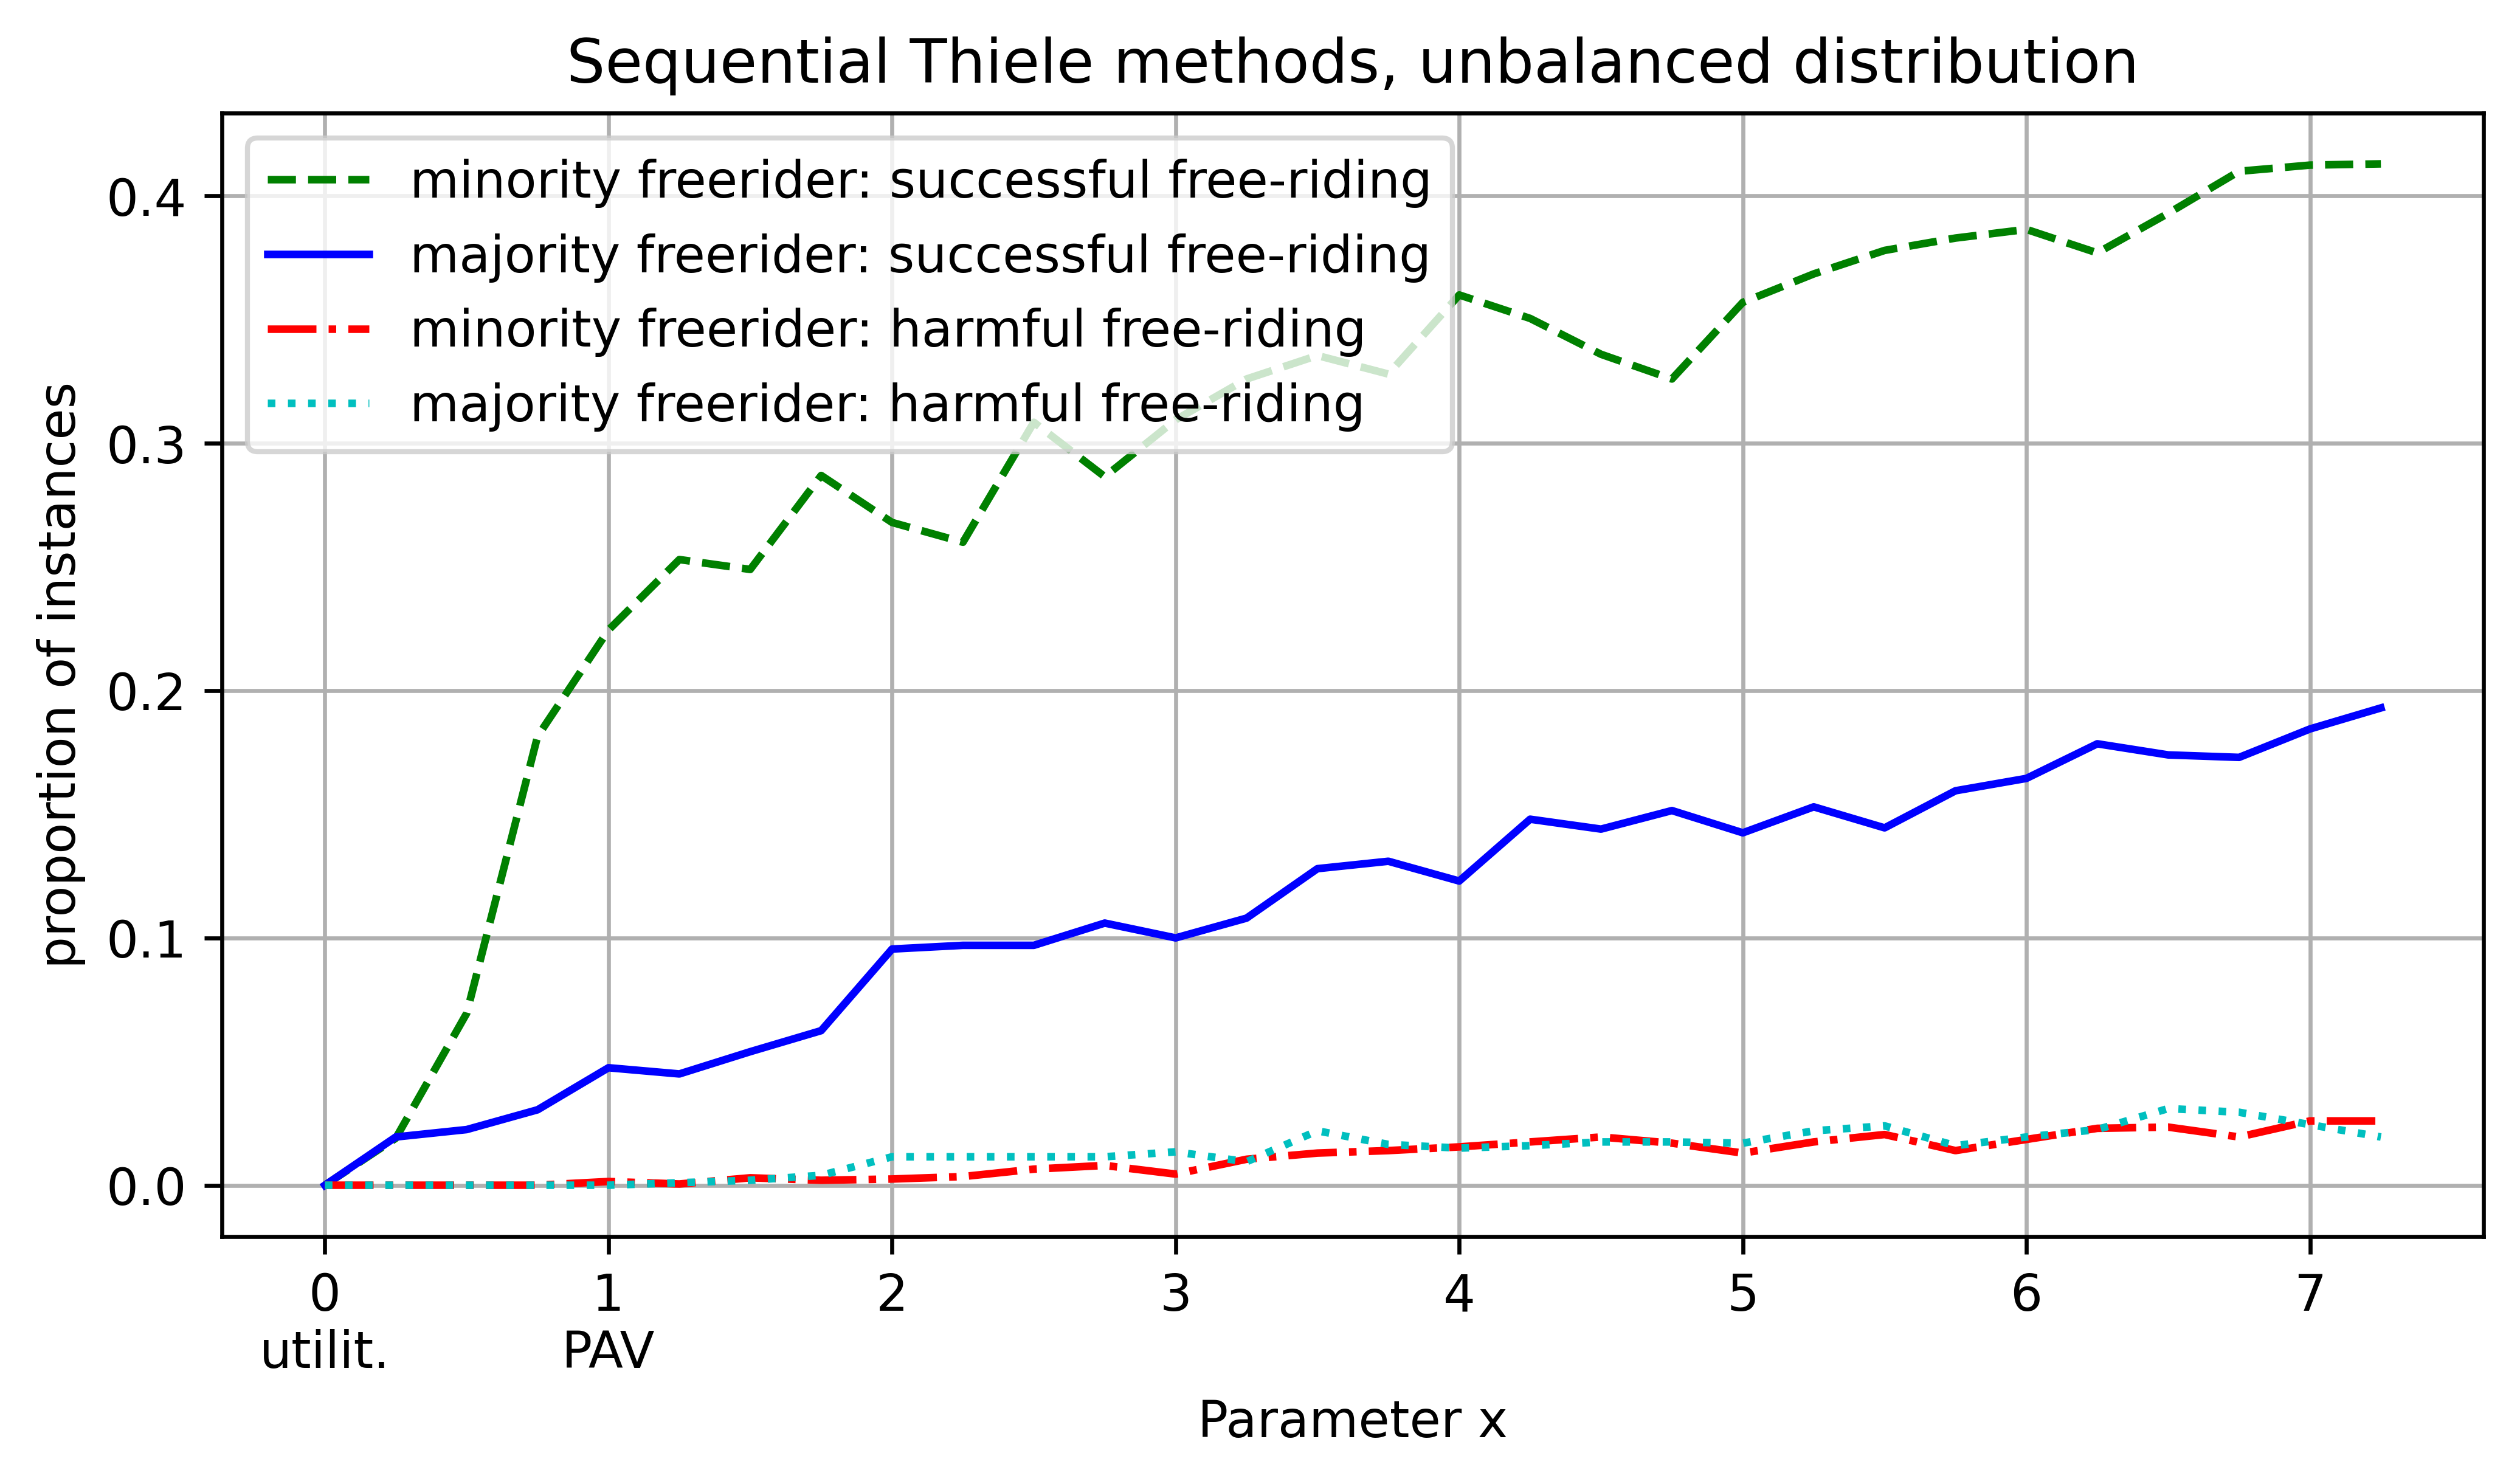 Sequential Thiele methods, unbalanced distribution
minority freerider: successful free-riding
majority freerider: successful free-riding
minority freerider: harmful free-riding
majority freerider: harmful free-riding
proportion of instances
0.4
0.3
0.2
0.1
0.0
0 1 2 3 4 5 6 7
utilit. PAV
Parameter x